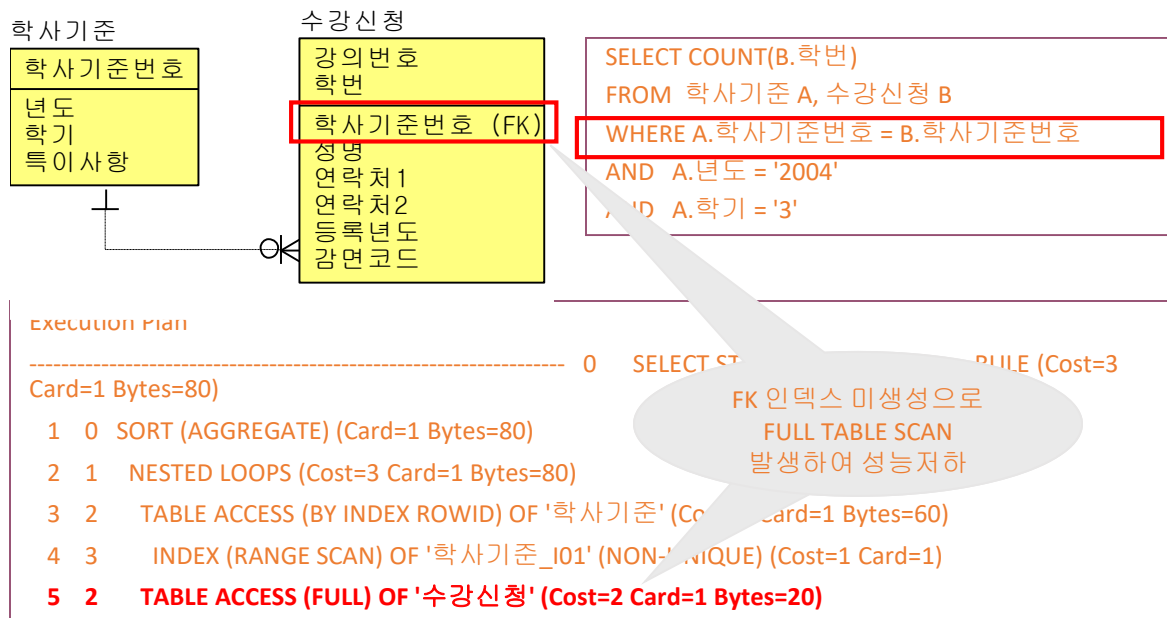 학사기준
학사기준번호
년도
학기
특이사항
수강신청
강의번호
학번
학사기준번호 (FK)
성명
연락처1
연락처2
등록년도
감면코드
SELECT COUNT(B.학번)
FROM 학사기준 A, 수강신청 B
WHERE A.학사기준번호 = B.학사기준번호
AND A.년도 = '2004'
AND A.학기 = '3'
Execution Plan
------------------------------------------------------------------- 0 SELECT RULE (Cost=3
Card=1 Bytes=80)
1 0 SORT (AGGREGATE) (Card=1 Bytes=80)
2 1 NESTED LOOPS (Cost=3 Card=1 Bytes=80)
3 2 TABLE ACCESS (BY INDEX ROWID) OF '학사기준' Card=1 Bytes=60)
4 3 INDEX (RANGE SCAN) OF '학사기준_I01' (NON-UNIQUE) (Cost=1 Card=1)
5 2 TABLE ACCESS (FULL) OF '수강신청' (Cost=2 Card=1 Bytes=20)
FK 인덱스 미생성으로
FULL TABLE SCAN
발생하여 성능저하